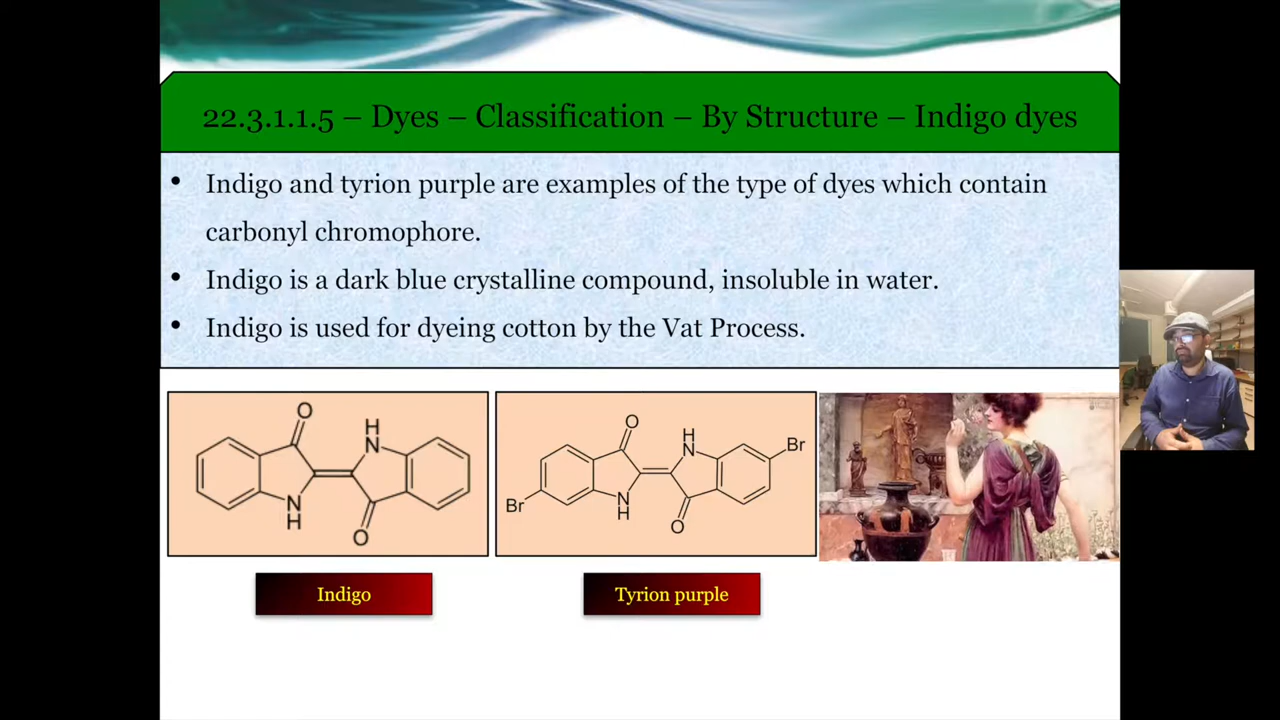 22.3.1.1.5 – Dyes – Classification – By Structure – Indigo dyes
• Indigo and tyrion purple are examples of the type of dyes which contain
carbonyl chromophore.
• Indigo is a dark blue crystalline compound, insoluble in water.
• Indigo is used for dyeing cotton by the Vat Process.
O
H
N
N
H
O
O
H
N
Br
Br
N
H
O
Indigo
Tyrion purple